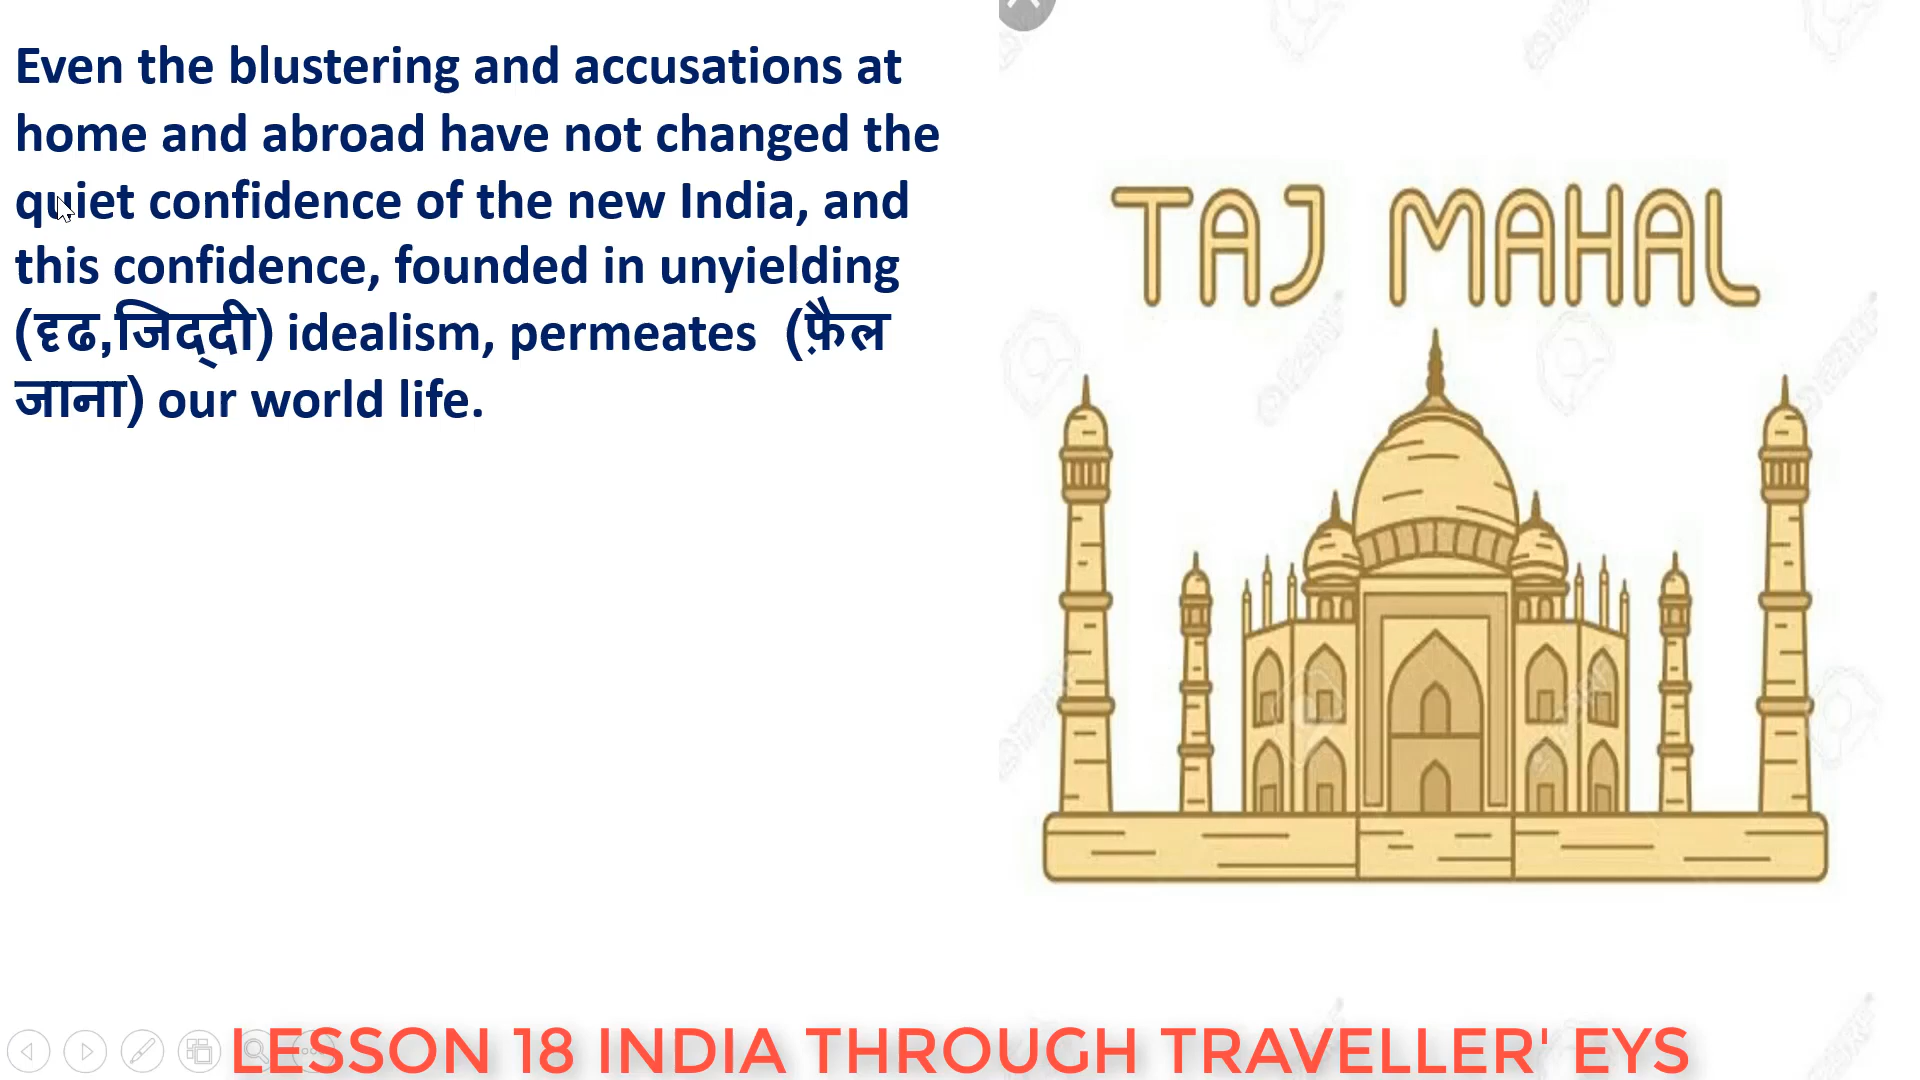 Even the blustering and accusations at
home and abroad have not changed the
quiet confidence of the new India, and
this confidence, founded in unyielding
(दृढ,जिद्‌दी) idealism, permeates (फ़ैल
जाना) our world life.
TAJ MAHAL
LESSON 18 INDIA THROUGH TRAVELLER' EYS